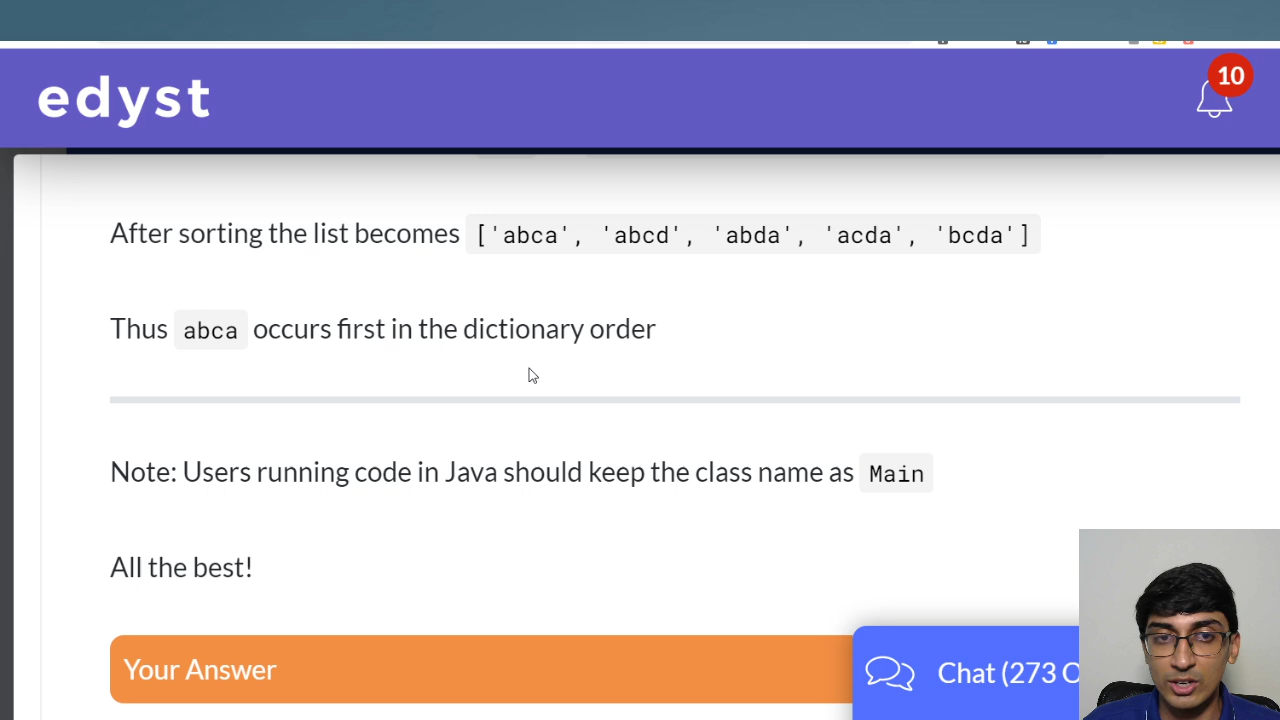 edyst
10
After sorting the list becomes ['abca', 'abcd', 'abda', 'acda', 'bcda']
Thus abca occurs first in the dictionary order
Note: Users running code in Java should keep the class name as Main
All the best!
Your Answer
Chat (273 O